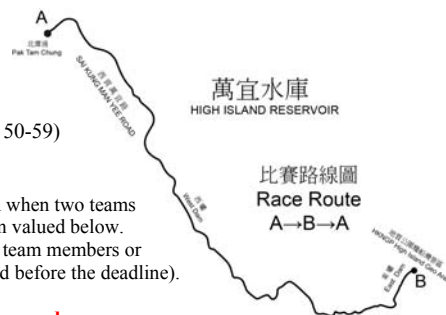 A
北潭涌
Pak Tam Chung
西貢萬宜路
SAI KUNG MAN YEE ROAD
萬宜水庫
HIGH ISLAND RESERVOIR
50-59)
比賽路線圖
Race Route
A→B→A
西壩
West Dam
when two teams
n valued below.
team members or
d before the deadline).
HKNGP High Island Geo Area
東壩
East Dam
B